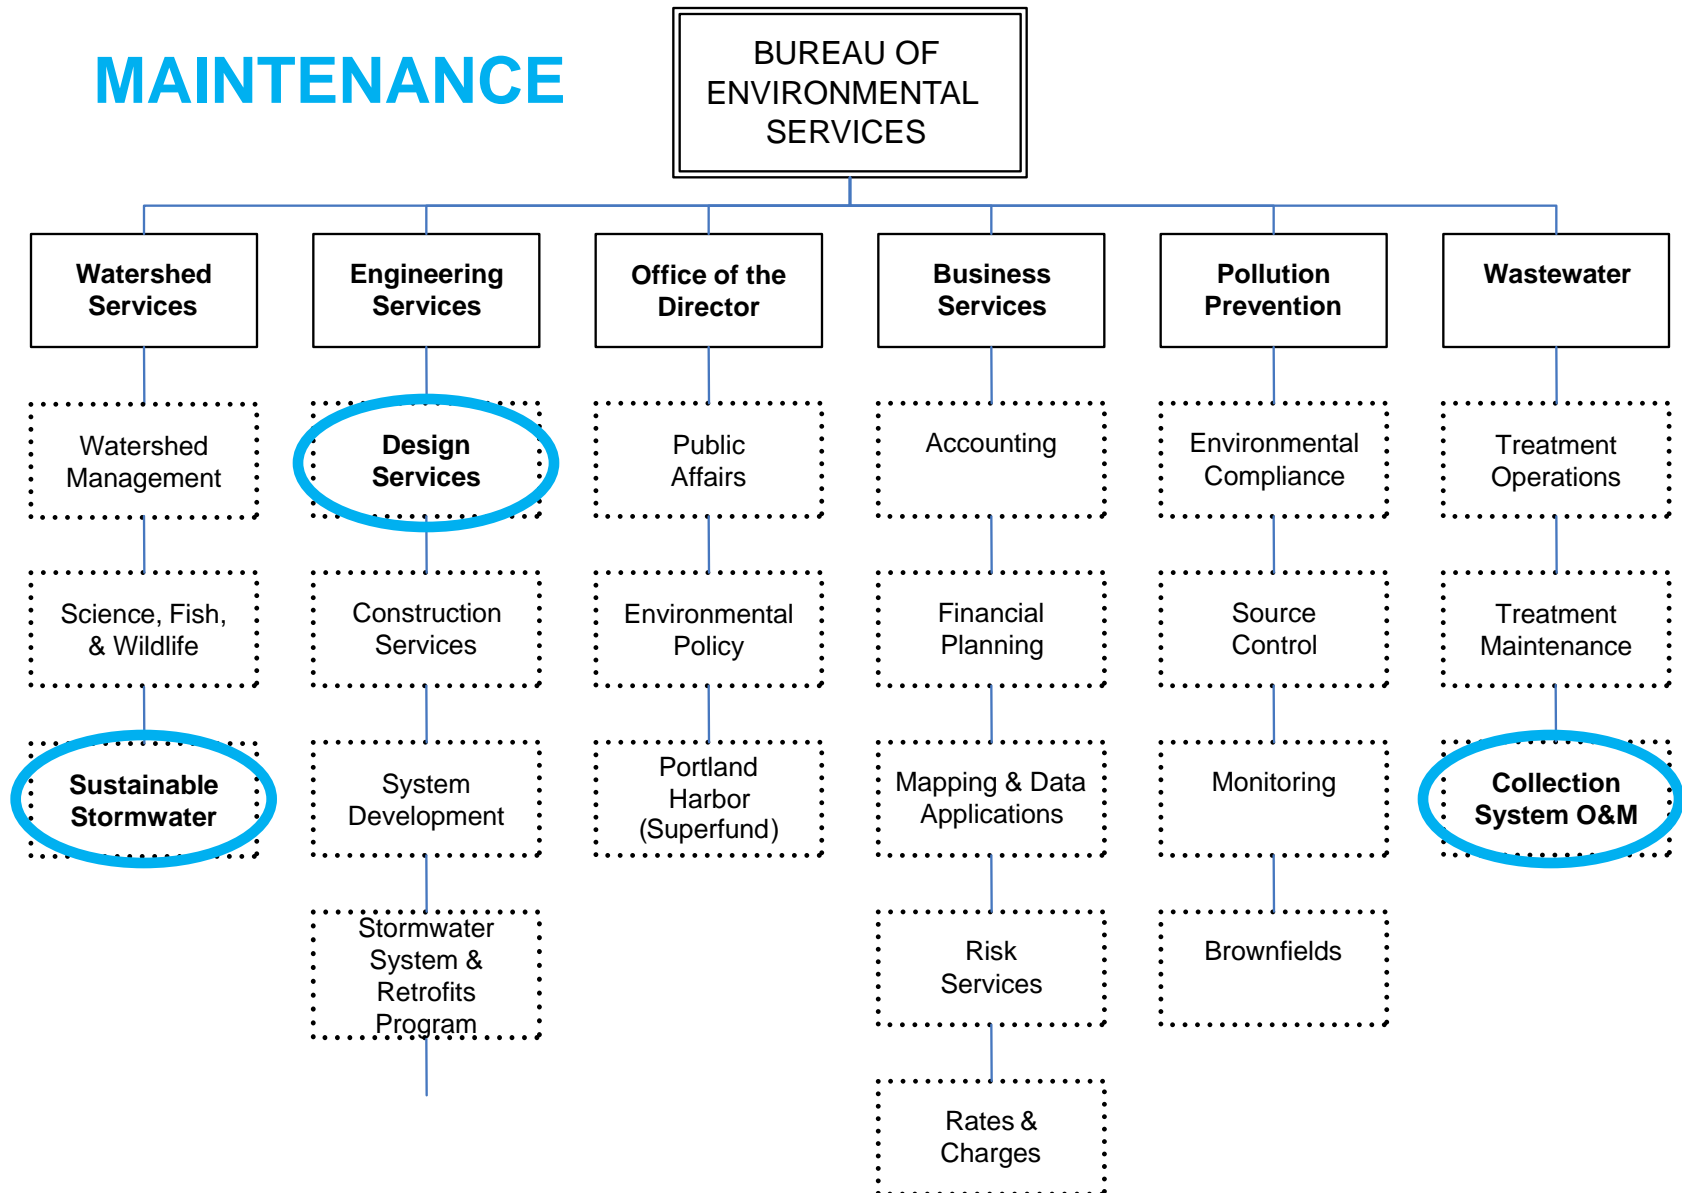 MAINTENANCE
BUREAU OF
ENVIRONMENTAL
SERVICES
Watershed
Services
Engineering
Services
Office of the
Director
Business
Services
Pollution
Prevention
Wastewater
Watershed
Management
Design
Services
Public
Affairs
Accounting
Environmental
Compliance
Treatment
Operations
Science, Fish,
& Wildlife
Construction
Services
Environmental
Policy
Financial
Planning
Source
Control
Treatment
Maintenance
Sustainable
Stormwater
System
Development
Portland
Harbor
(Superfund)
Mapping & Data
Applications
Monitoring
Collection
System O&M
Stormwater
System &
Retrofits
Program
Risk
Services
Brownfields
Rates &
Charges